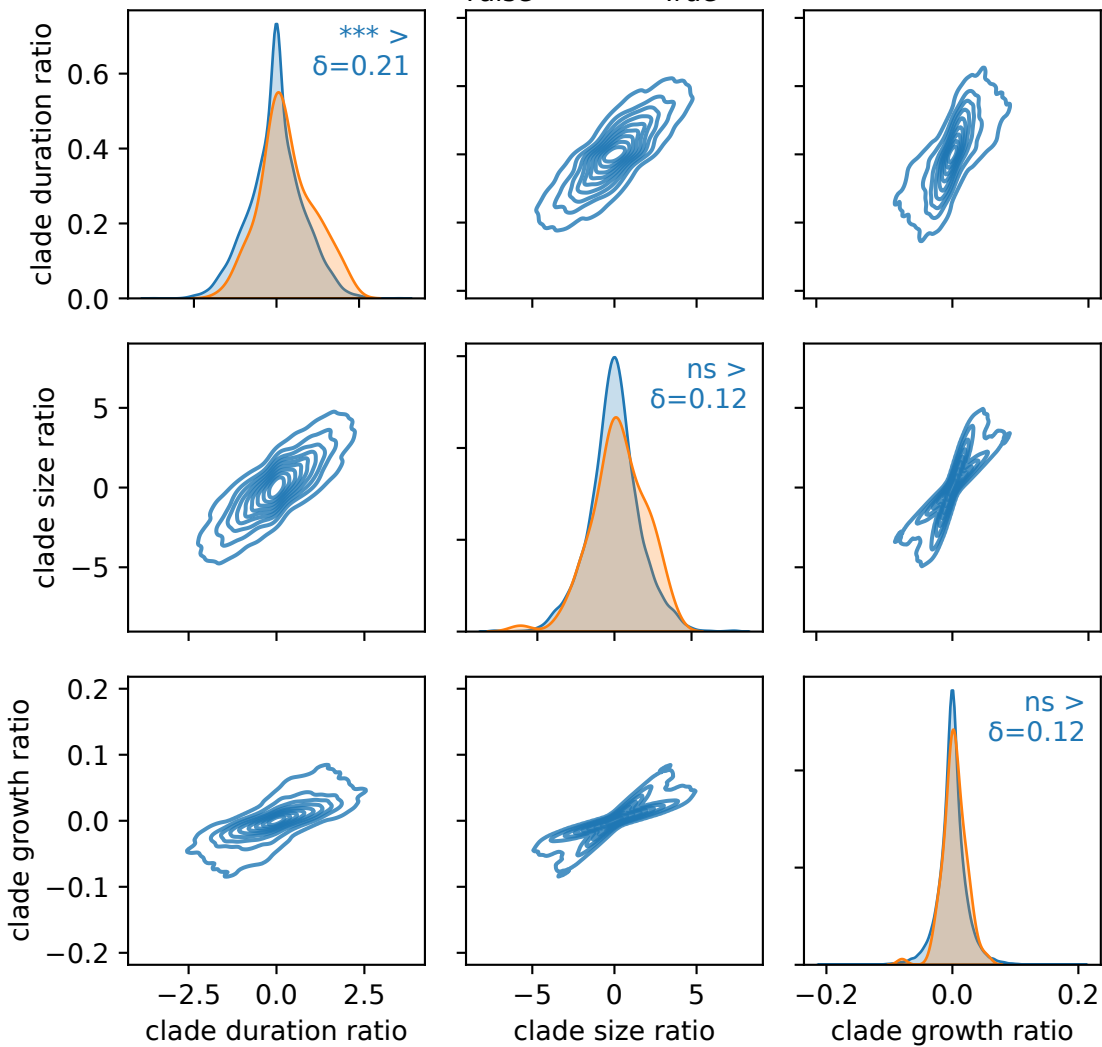 *** >
δ=0.21
clade duration ratio
0.6
0.4
0.2
0.0
ns >
δ=0.12
clade size ratio
5
0
−5
ns >
δ=0.12
clade growth ratio
0.2
0.1
0.0
−0.1
−0.2
−2.5 0.0 2.5
−5 0 5
−0.2 0.0 0.2
clade duration ratio
clade size ratio
clade growth ratio